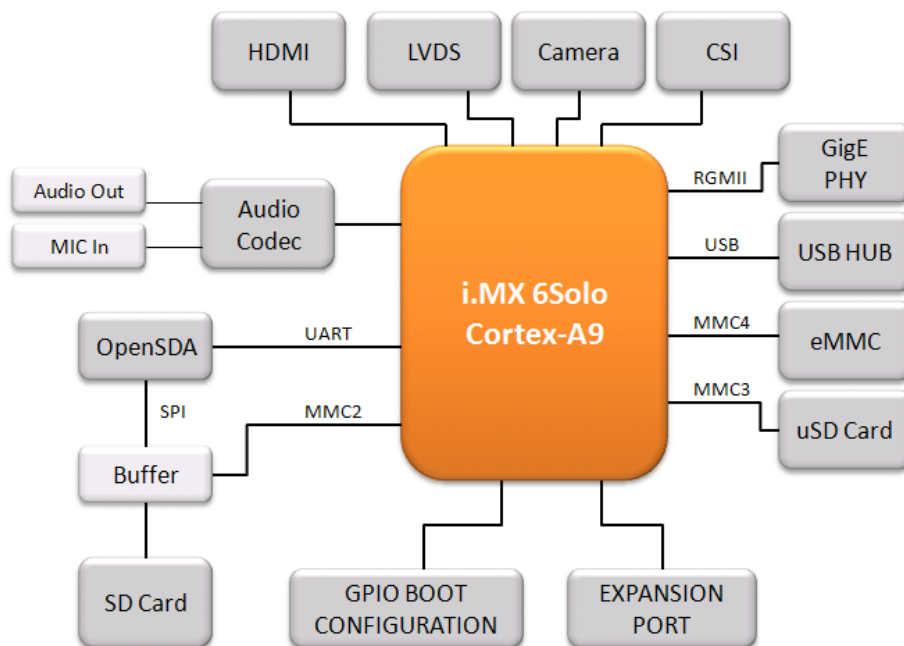 HDMI
LVDS
Camera
CSI
GigE
PHY
RGMII
Audio Out
Audio
Codec
MIC In
USB
USB HUB
i.MX 6Solo
Cortex-A9
OpenSDA
UART
MMC4
eMMC
SPI
MMC2
MMC3
uSD Card
Buffer
SD Card
GPIO BOOT
CONFIGURATION
EXPANSION
PORT